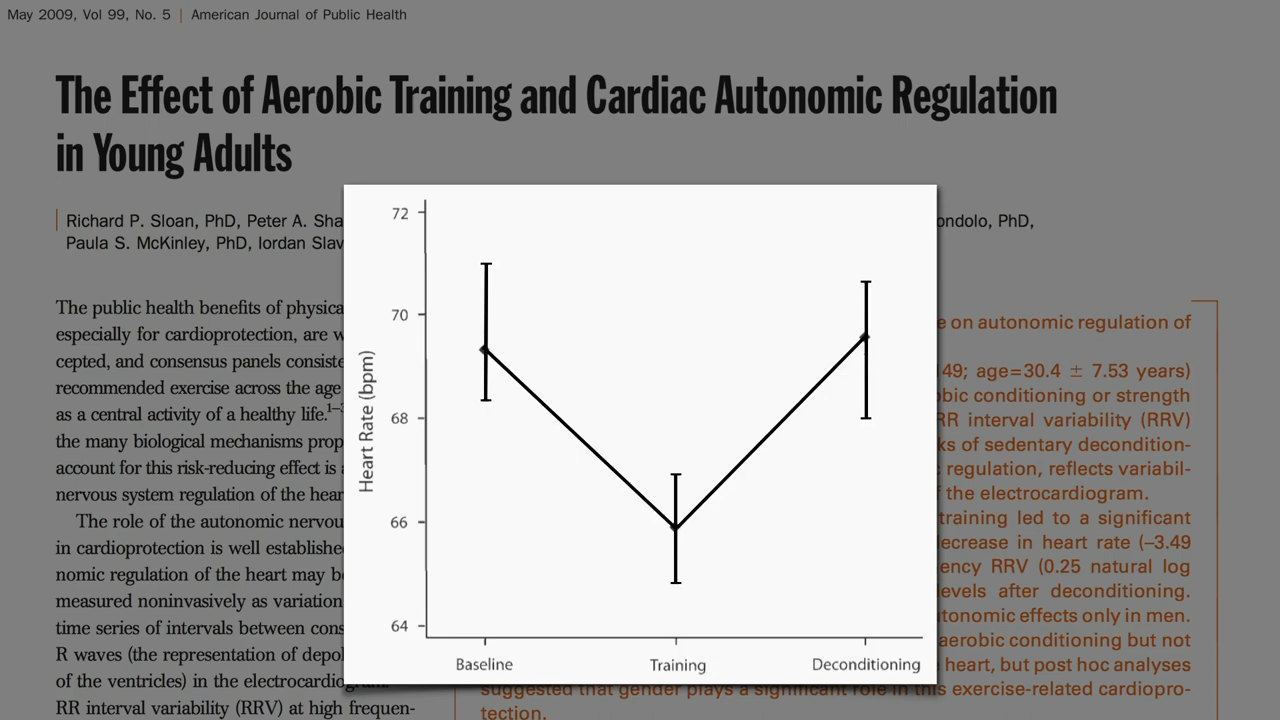 May 2009, Vol 99, No. 5 | American Journal of Public Health
The Effect of Aerobic Training and Cardiac Autonomic Regulation
in Young Adults
Richard P. Sloan, PhD, Peter A. Sha
ondolo, PhD,
Paula S. McKinley, PhD, Iordan Slav
The public health benefits of physica
especially for cardioprotection, are w
cepted, and consensus panels consiste
recommended exercise across the age
as a central activity of a healthy life.1–3
the many biological mechanisms prop
account for this risk-reducing effect is a
nervous system regulation of the hear
The role of the autonomic nervou
in cardioprotection is well establishe
nomic regulation of the heart may b
measured noninvasively as variation
time series of intervals between cons
R waves (the representation of depol
of the ventricles) in the electrocardiogram.
RR interval variability (RRV) at high frequen-
Heart Rate (bpm)
72
70
68
66
64
Baseline
Training
Deconditioning
e on autonomic regulation of
49; age=30.4 ± 7.53 years)
obic conditioning or strength
RR interval variability (RRV)
ks of sedentary decondition-
c regulation, reflects variabil-
f the electrocardiogram.
training led to a significant
decrease in heart rate (–3.49
ency RRV (0.25 natural log
levels after deconditioning.
utonomic effects only in men.
aerobic conditioning but not
e heart, but post hoc analyses
suggested that gender plays a significant role in this exercise-related cardiopro-
tection.